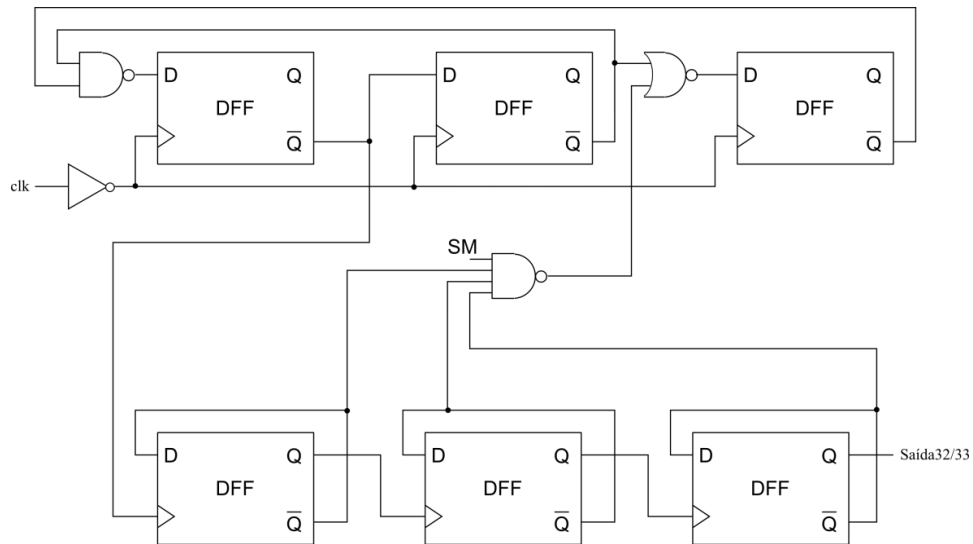 D Q D Q D Q
DFF DFF DFF
Q̅ Q̅ Q̅
clk
SM
D Q D Q D Q Saída32/33
DFF DFF DFF
Q̅ Q̅ Q̅